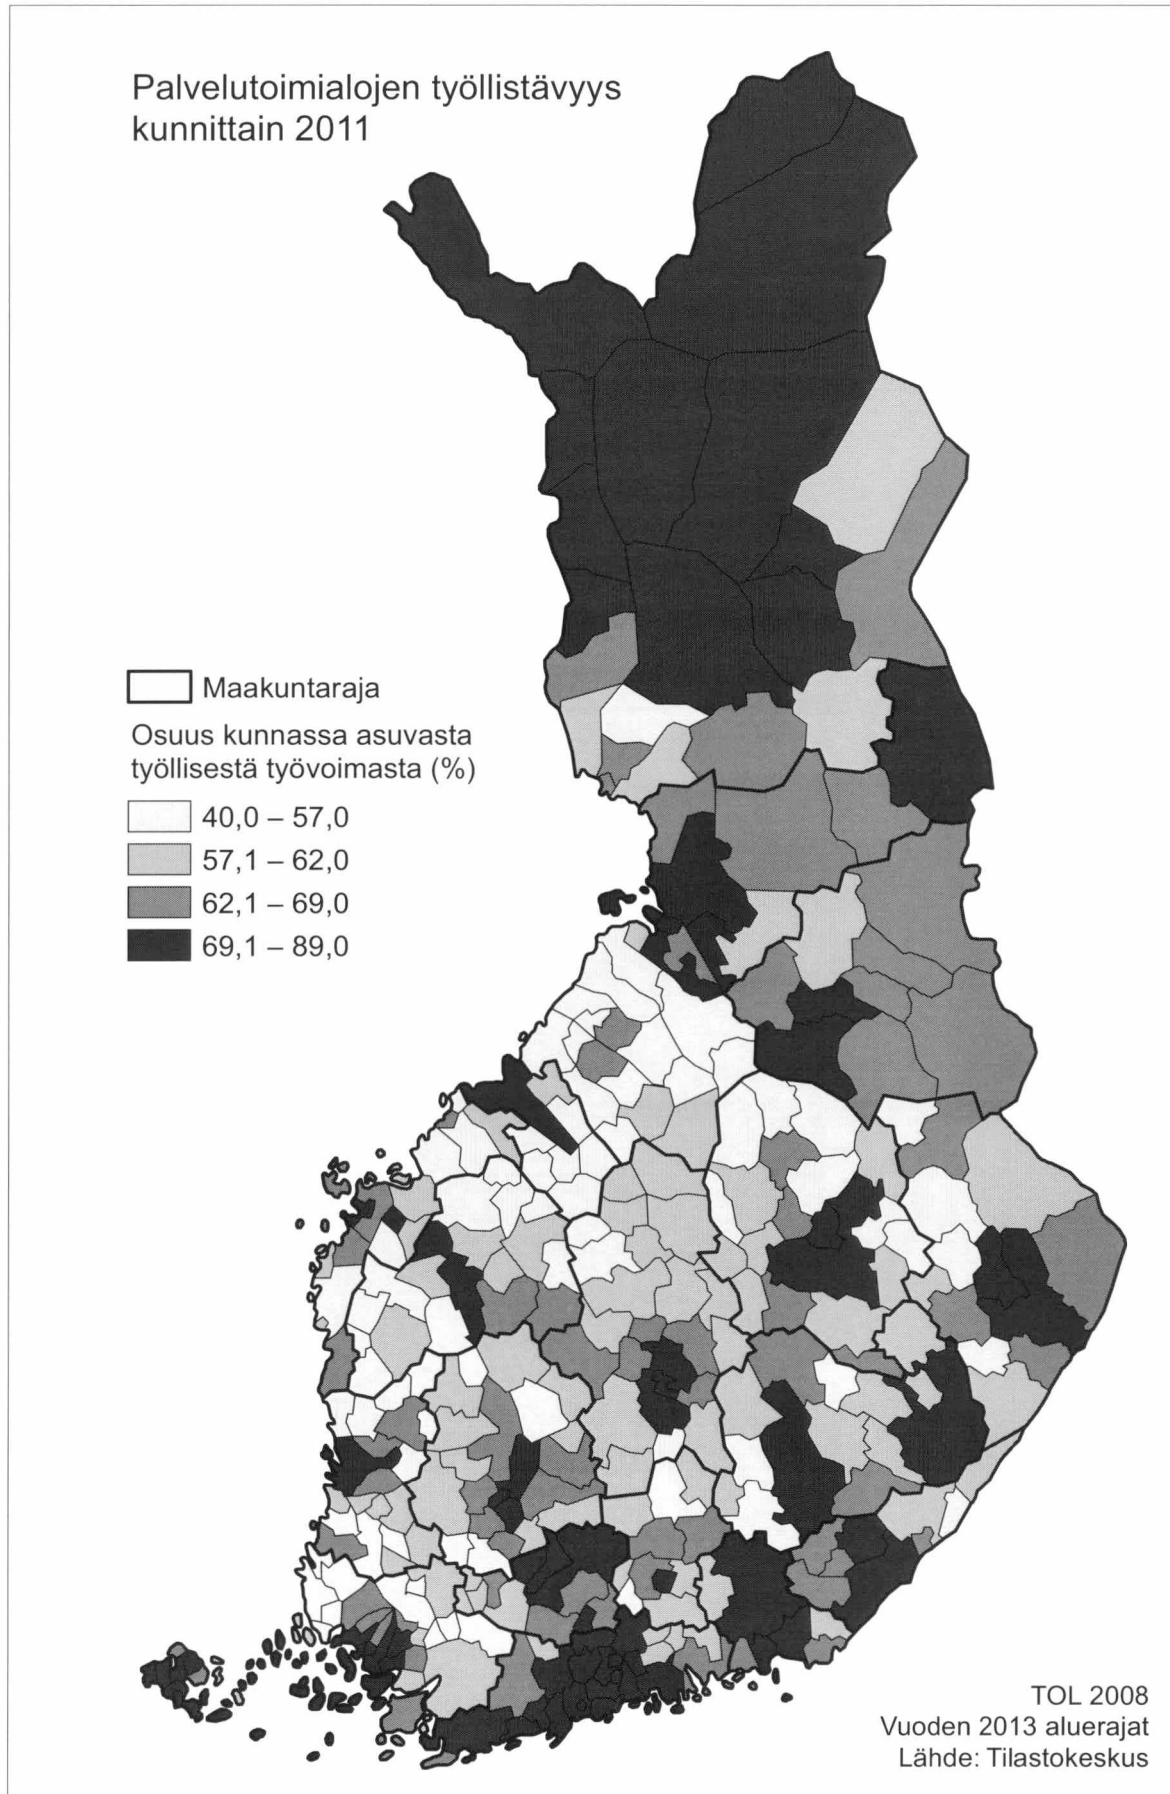 Palvelutoimialojen työllistävyys
kunnittain 2011
Maakuntaraja
Osuus kunnassa asuvasta
työllisestä työvoimasta (%)
40,0 – 57,0
57,1 – 62,0
62,1 – 69,0
69,1 – 89,0
TOL 2008
Vuoden 2013 aluerajat
Lähde: Tilastokeskus